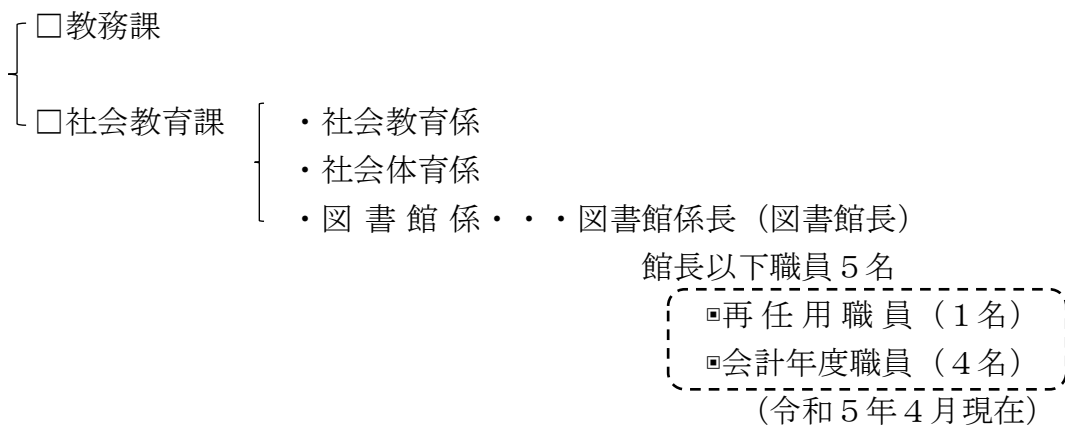 □教務課
□社会教育課
・社会教育係
・社会体育係
・図 書 館 係・・・図書館係長（図書館長）
館長以下職員５名
▣再 任 用 職 員（１名）
▣会計年度職員（４名）
（令和５年４月現在）